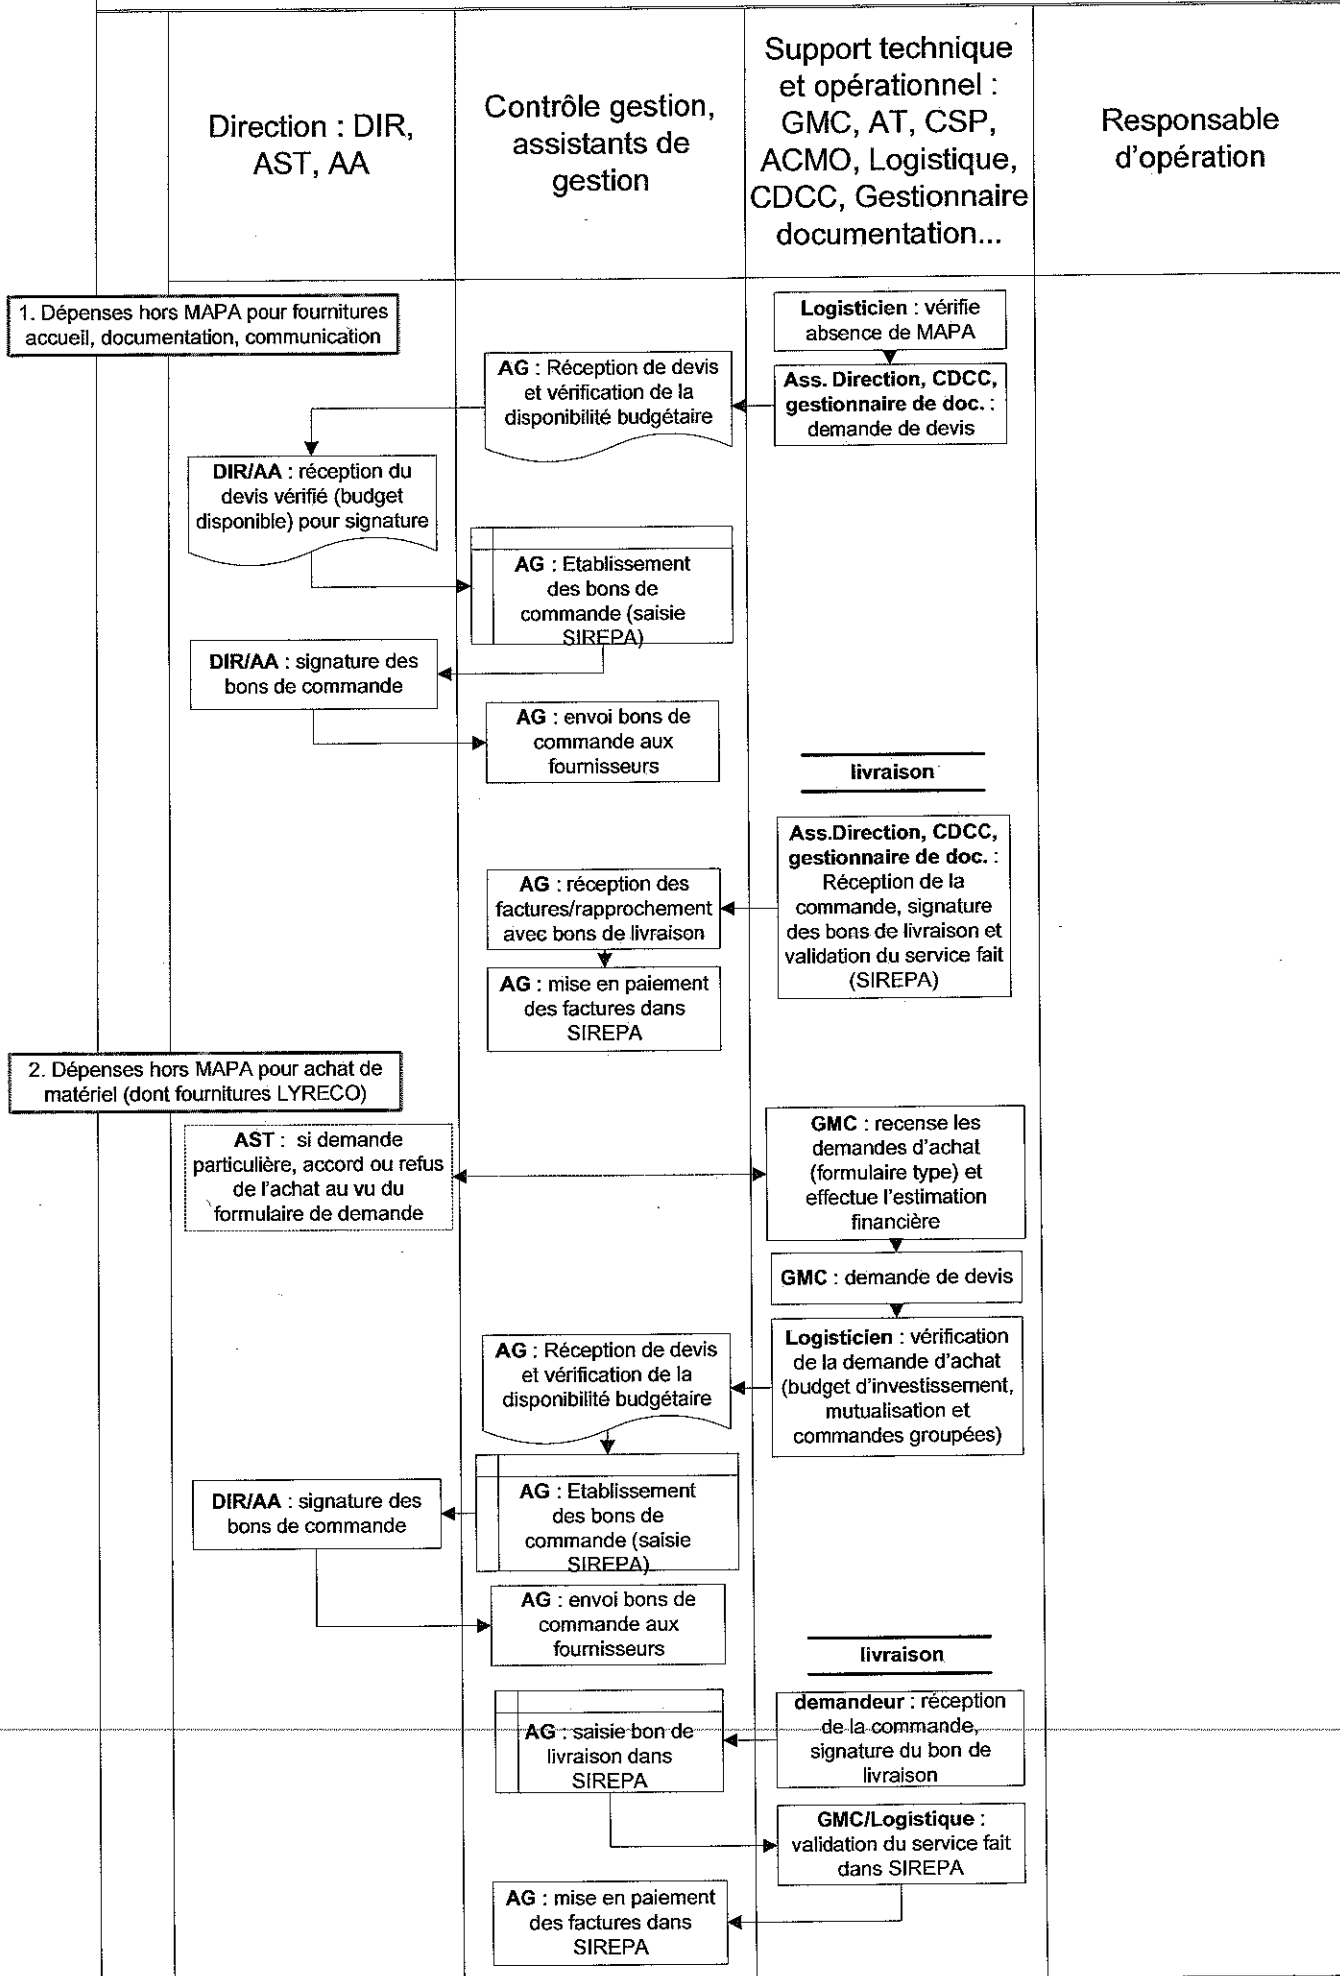 Direction : DIR,
AST, AA
Contrôle gestion,
assistants de
gestion
Support technique
et opérationnel :
GMC, AT, CSP,
ACMO, Logistique,
CDCC, Gestionnaire
documentation...
Responsable
d'opération
1. Dépenses hors MAPA pour fournitures
accueil, documentation, communication
Logisticien : vérifie
absence de MAPA
Ass. Direction, CDCC,
gestionnaire de doc. :
demande de devis
AG : Réception de devis
et vérification de la
disponibilité budgétaire
DIR/AA : réception du
devis vérifié (budget
disponible) pour signature
AG : Etablissement
des bons de
commande (saisie
SIREPA)
DIR/AA : signature des
bons de commande
AG : envoi bons de
commande aux
fournisseurs
livraison
Ass.Direction, CDCC,
gestionnaire de doc. :
Réception de la
commande, signature
des bons de livraison et
validation du service fait
(SIREPA)
AG : réception des
factures/rapprochement
avec bons de livraison
AG : mise en paiement
des factures dans
SIREPA
2. Dépenses hors MAPA pour achat de
matériel (dont fournitures LYRECO)
AST : si demande
particulière, accord ou refus
de l'achat au vu du
formulaire de demande
GMC : recense les
demandes d'achat
(formulaire type) et
effectue l'estimation
financière
GMC : demande de devis
Logisticien : vérification
de la demande d'achat
(budget d'investissement,
mutualisation et
commandes groupées)
AG : Réception de devis
et vérification de la
disponibilité budgétaire
AG : Etablissement
des bons de
commande (saisie
SIREPA)
DIR/AA : signature des
bons de commande
AG : envoi bons de
commande aux
fournisseurs
livraison
demandeur : réception
de la commande,
signature du bon de
livraison
AG : saisie bon de
livraison dans
SIREPA
GMC/Logistique :
validation du service fait
dans SIREPA
AG : mise en paiement
des factures dans
SIREPA